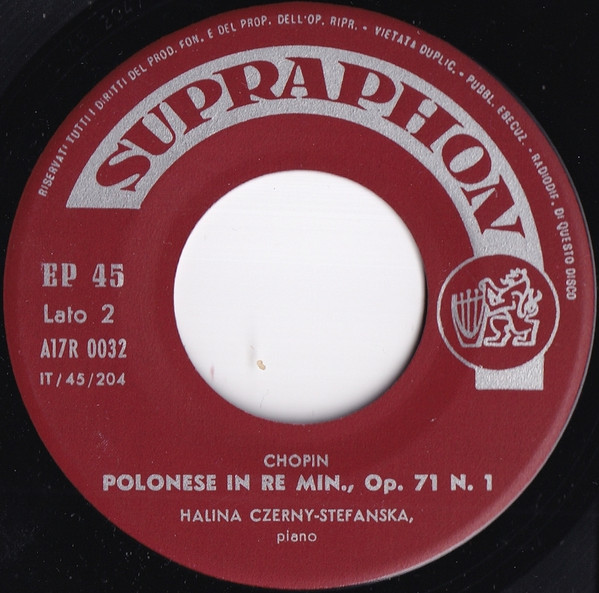 RISERVATI TUTTI I DIRITTI DEL PROD. FON. E DEL PROP. DELL'OP. RIPR. - VIETATA DUPLIC. - PUBBL. ESECUZ. - RADIODIF. DI QUESTO DISCO
SUPRAPHON
EP 45
Lato 2
A17R 0032
IT/45/204
CHOPIN
POLONESE IN RE MIN., Op. 71 N. 1
HALINA CZERNY-STEFANSKA,
piano